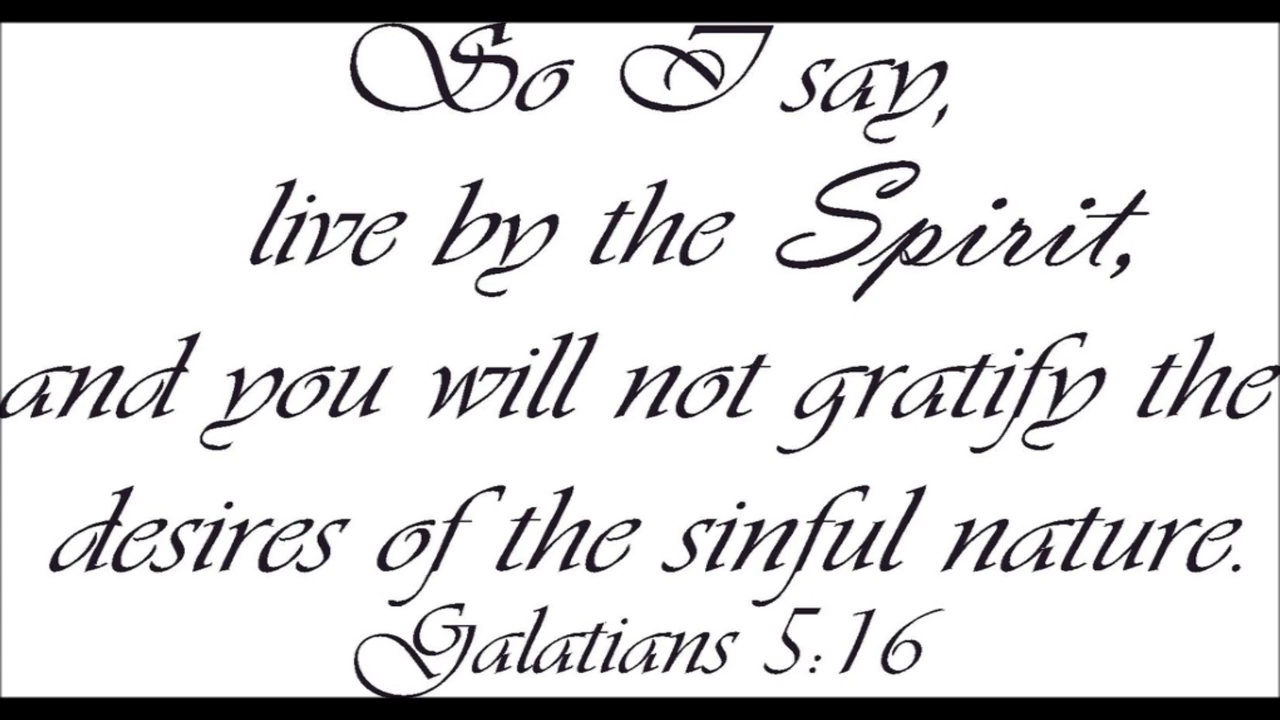 So I say,
live by the Spirit,
and you will not gratify the
desires of the sinful nature.
Galatians 5:16